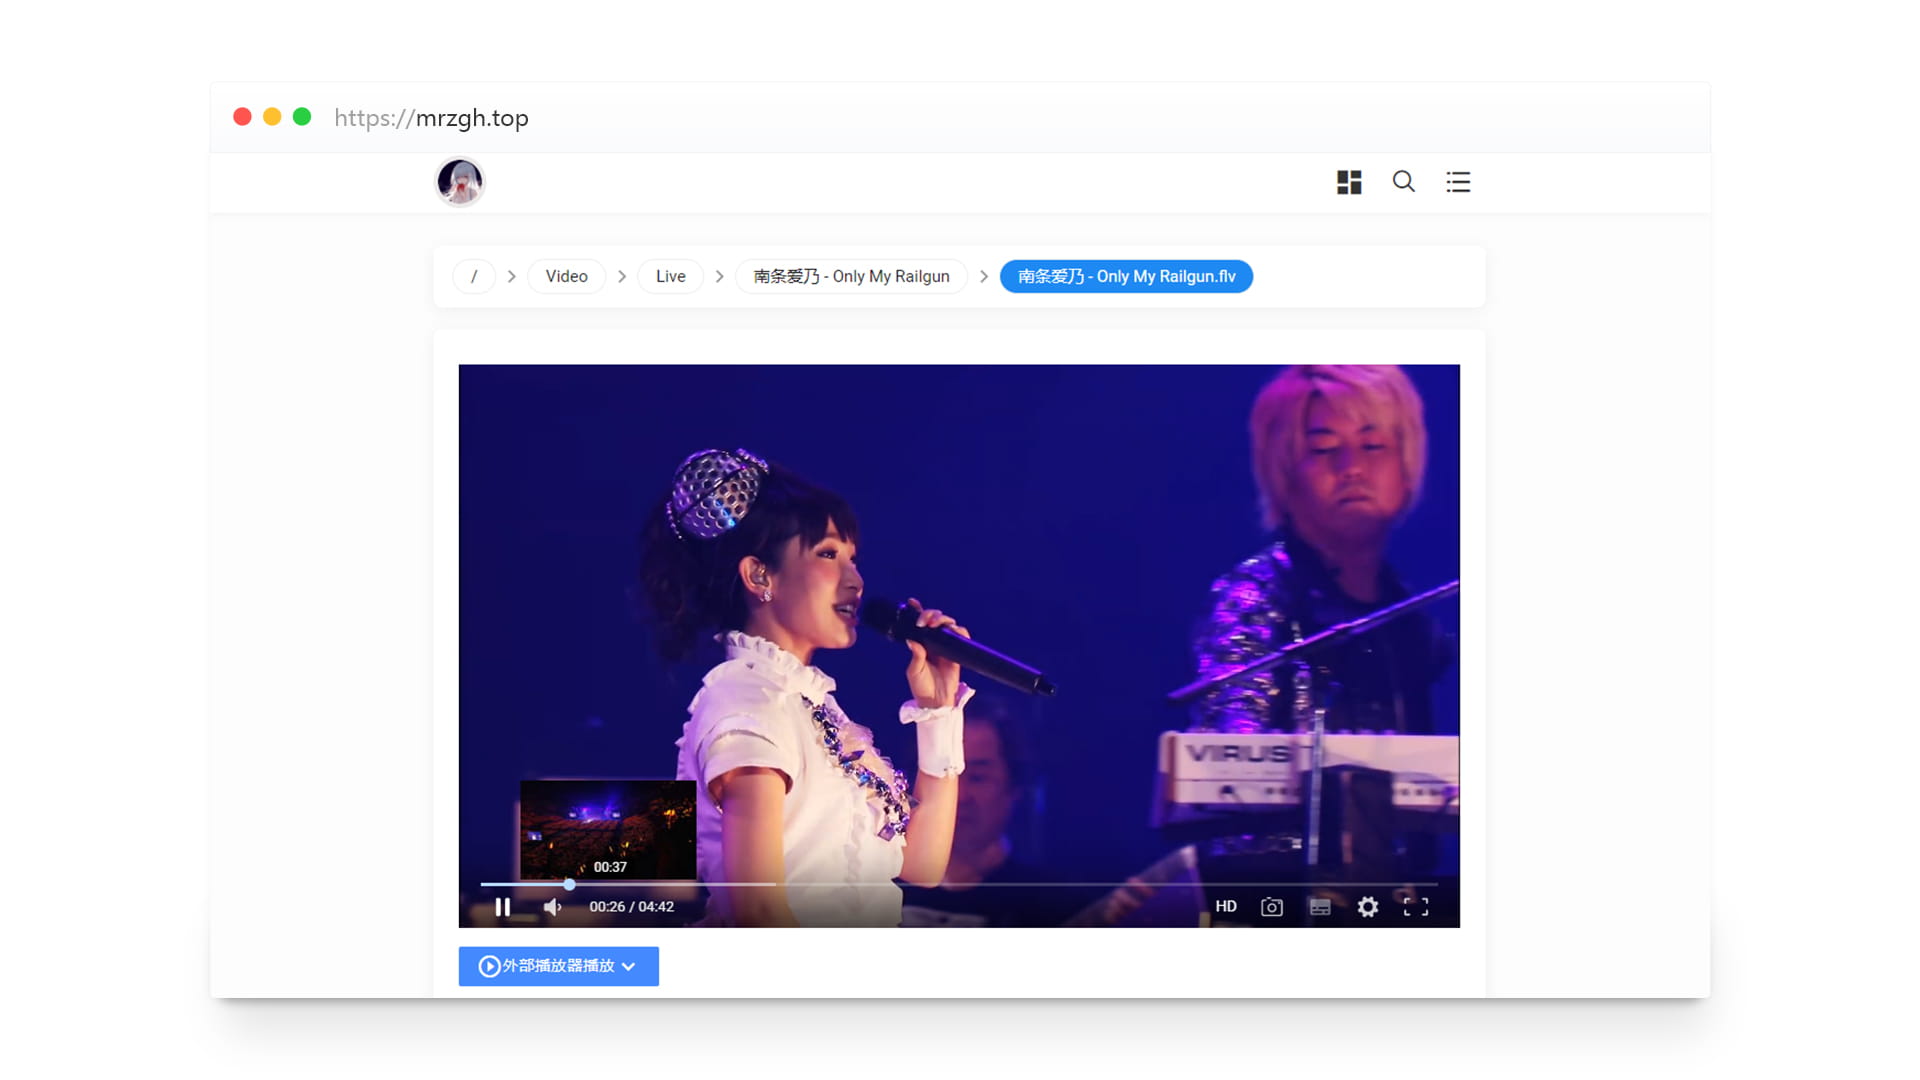 https://mrzgh.top
/ > Video > Live > 南条爱乃 - Only My Railgun > 南条爱乃 - Only My Railgun.flv
VIRUS
00:37
00:26 / 04:42 HD
外部播放器播放